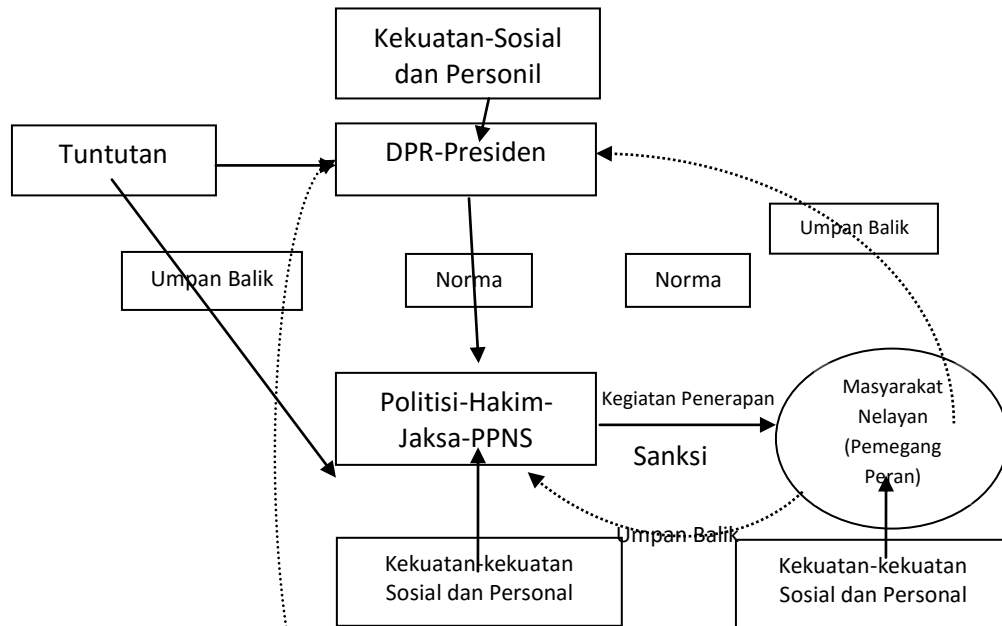 Kekuatan-Sosial
dan Personil
Tuntutan
DPR-Presiden
Umpan Balik
Umpan Balik
Norma
Norma
Politisi-Hakim-
Jaksa-PPNS
Kegiatan Penerapan
Sanksi
Masyarakat
Nelayan
(Pemegang
Peran)
Umpan Balik
Kekuatan-kekuatan
Sosial dan Personal
Kekuatan-kekuatan
Sosial dan Personal